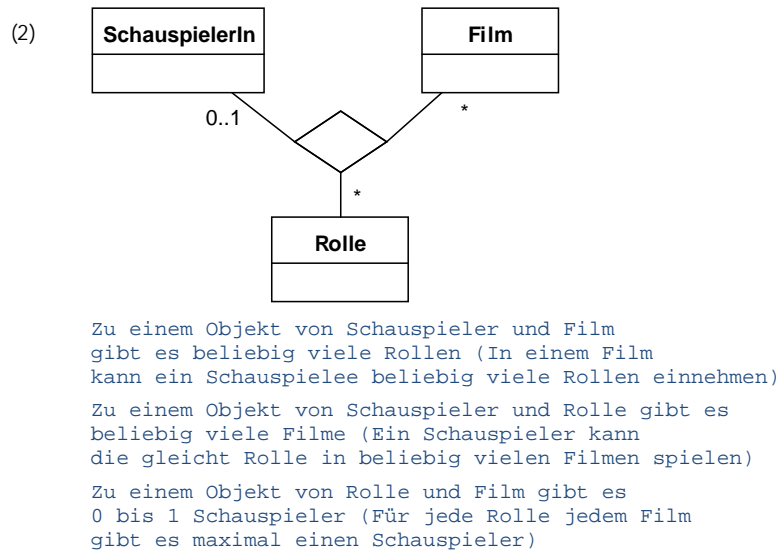 (2)
SchauspielerIn
Film
0..1
*
*
Rolle
Zu einem Objekt von Schauspieler und Film
gibt es beliebig viele Rollen (In einem Film
kann ein Schauspielee beliebig viele Rollen einnehmen)
Zu einem Objekt von Schauspieler und Rolle gibt es
beliebig viele Filme (Ein Schauspieler kann
die gleicht Rolle in beliebig vielen Filmen spielen)
Zu einem Objekt von Rolle und Film gibt es
0 bis 1 Schauspieler (Für jede Rolle jedem Film
gibt es maximal einen Schauspieler)